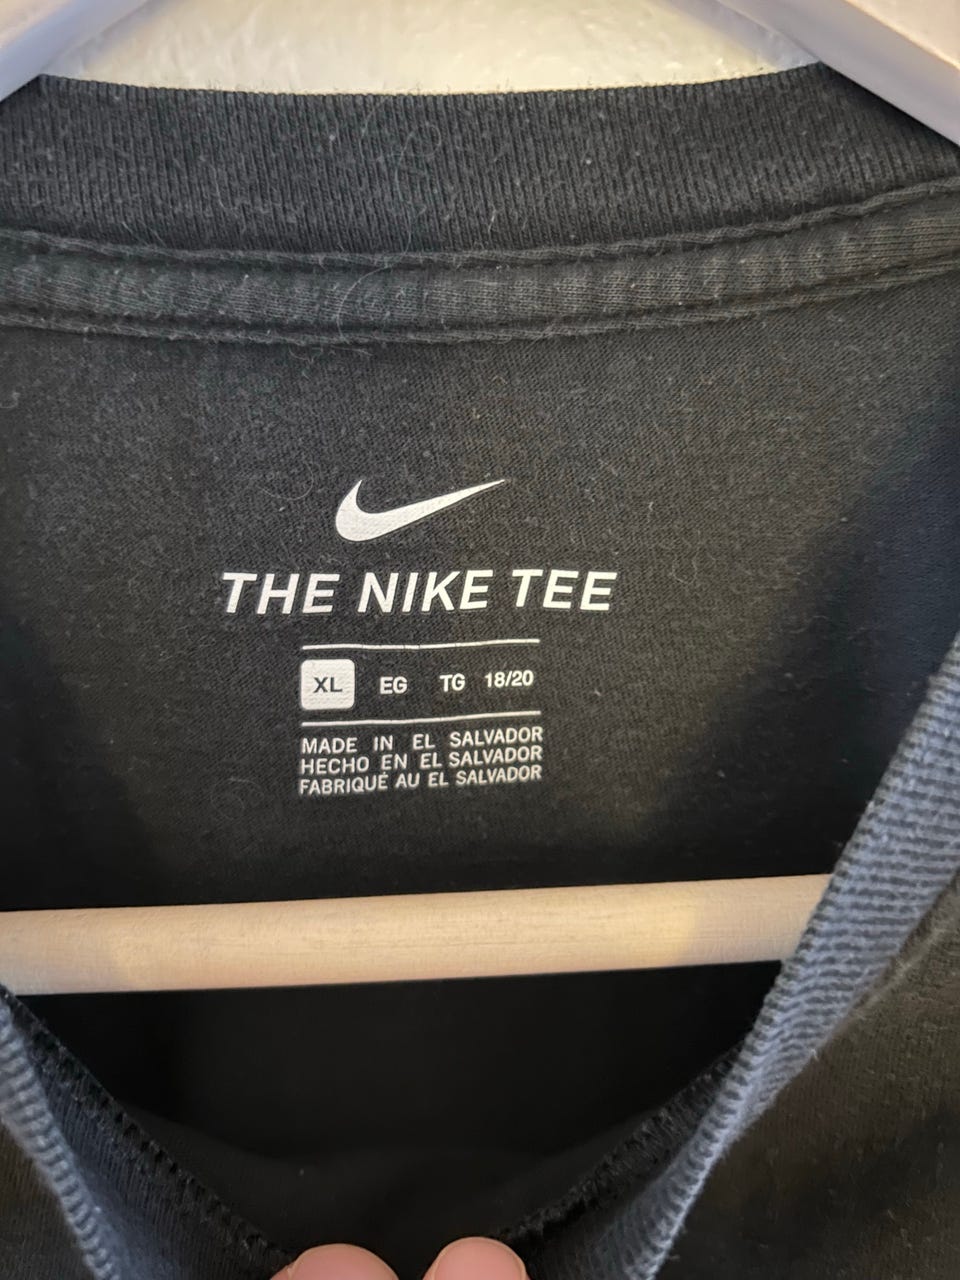 THE NIKE TEE
XL EG TG 18/20
MADE IN EL SALVADOR
HECHO EN EL SALVADOR
FABRIQUÉ AU EL SALVADOR